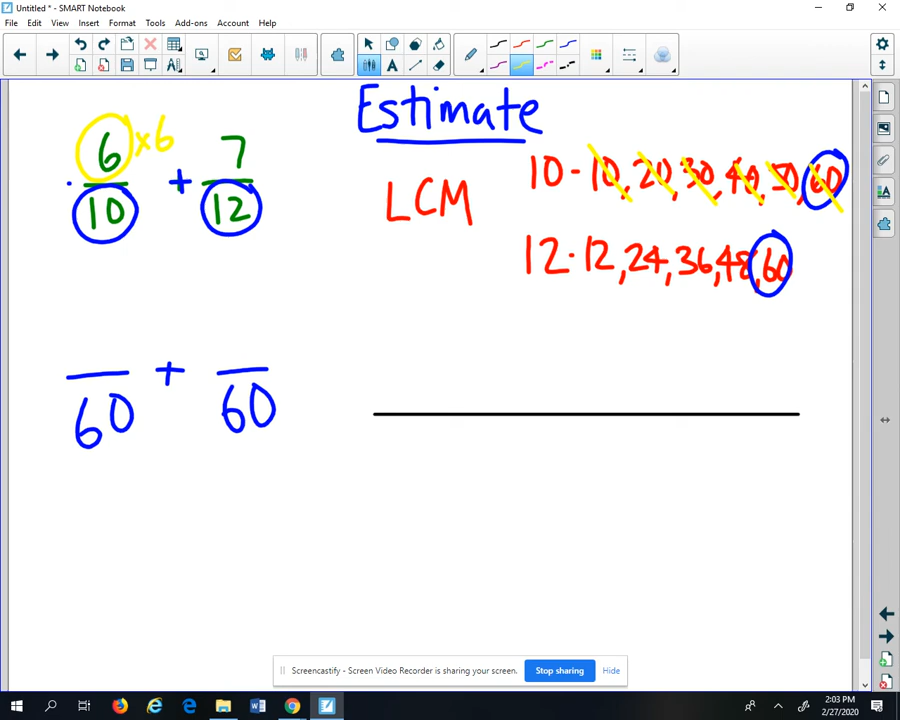 Untitled * - SMART Notebook
File Edit View Insert Format Tools Add-ons Account Help
Estimate
6/10 ×6 + 7/12
LCM
10 - 10, 20, 30, 40, 50, 60
12 - 12, 24, 36, 48, 60
/60 + /60
Screencastify - Screen Video Recorder is sharing your screen. Stop sharing Hide
2:03 PM
2/27/2020